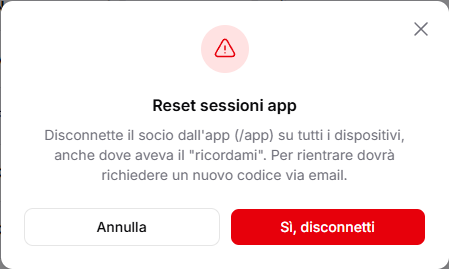 Reset sessioni app
Disconnette il socio dall'app (/app) su tutti i dispositivi,
anche dove aveva il "ricordami". Per rientrare dovrà
richiedere un nuovo codice via email.
Annulla
Sì, disconnetti